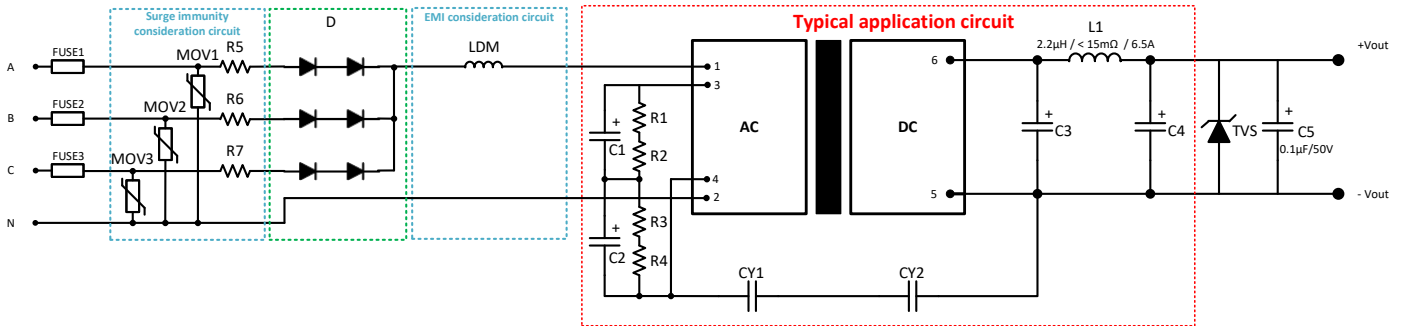 Surge immunity
consideration circuit
D
EMI consideration circuit
Typical application circuit
FUSE1
MOV1
R5
LDM
L1
2.2µH / < 15mΩ / 6.5A
+Vout
A
1
6
3
FUSE2
MOV2
R6
R1
B
+
C1
AC
DC
+
C3
+
C4
TVS
+
C5
0.1µF/50V
FUSE3
MOV3
R7
R2
C
4
2
5
- Vout
N
R3
+
C2
R4
CY1
CY2